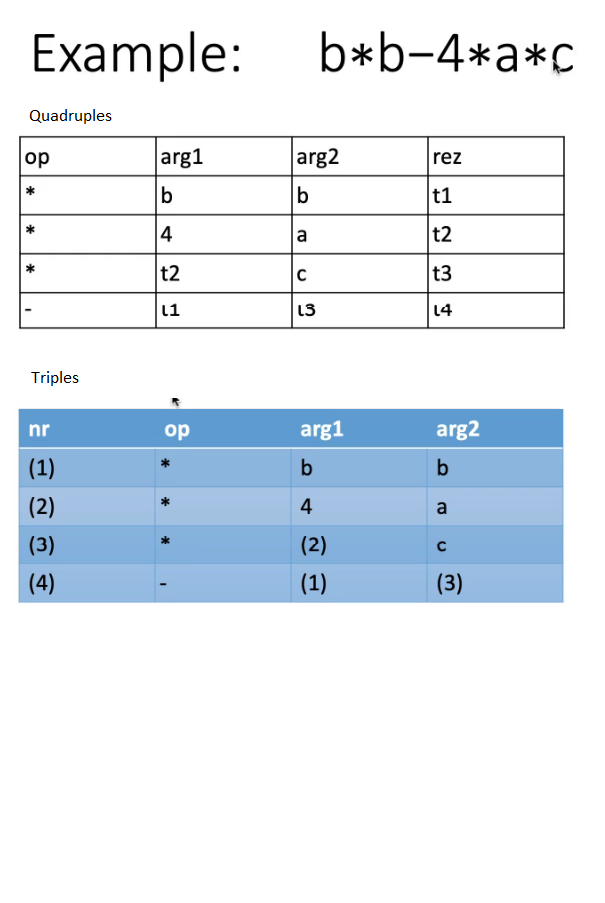 Example: b*b−4*a*c
Quadruples
op arg1 arg2 rez
* b b t1
* 4 a t2
* t2 c t3
- t1 t3 t4
Triples
nr op arg1 arg2
(1) * b b
(2) * 4 a
(3) * (2) c
(4) - (1) (3)